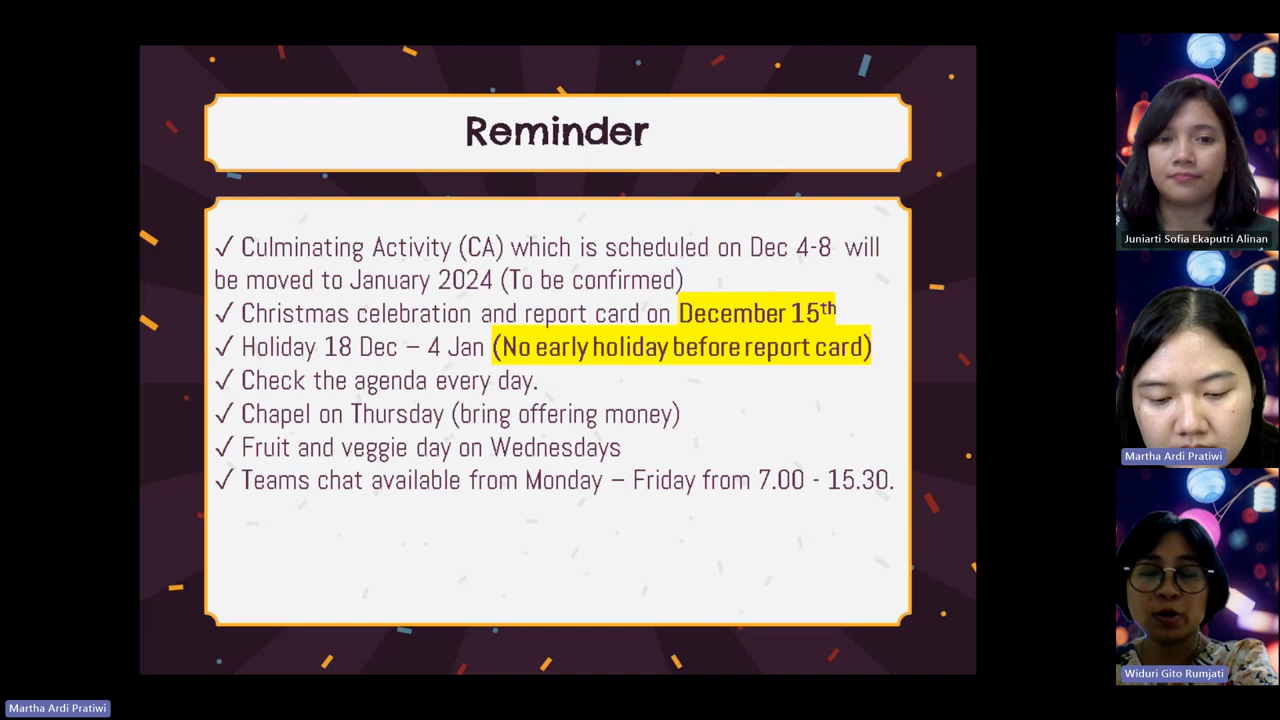 Reminder
✓ Culminating Activity (CA) which is scheduled on Dec 4-8 will
be moved to January 2024 (To be confirmed)
✓ Christmas celebration and report card on December 15th
✓ Holiday 18 Dec – 4 Jan (No early holiday before report card)
✓ Check the agenda every day.
✓ Chapel on Thursday (bring offering money)
✓ Fruit and veggie day on Wednesdays
✓ Teams chat available from Monday – Friday from 7.00 - 15.30.
Juniarti Sofia Ekaputri Alinan
Martha Ardi Pratiwi
Widuri Gito Rumjati
Martha Ardi Pratiwi